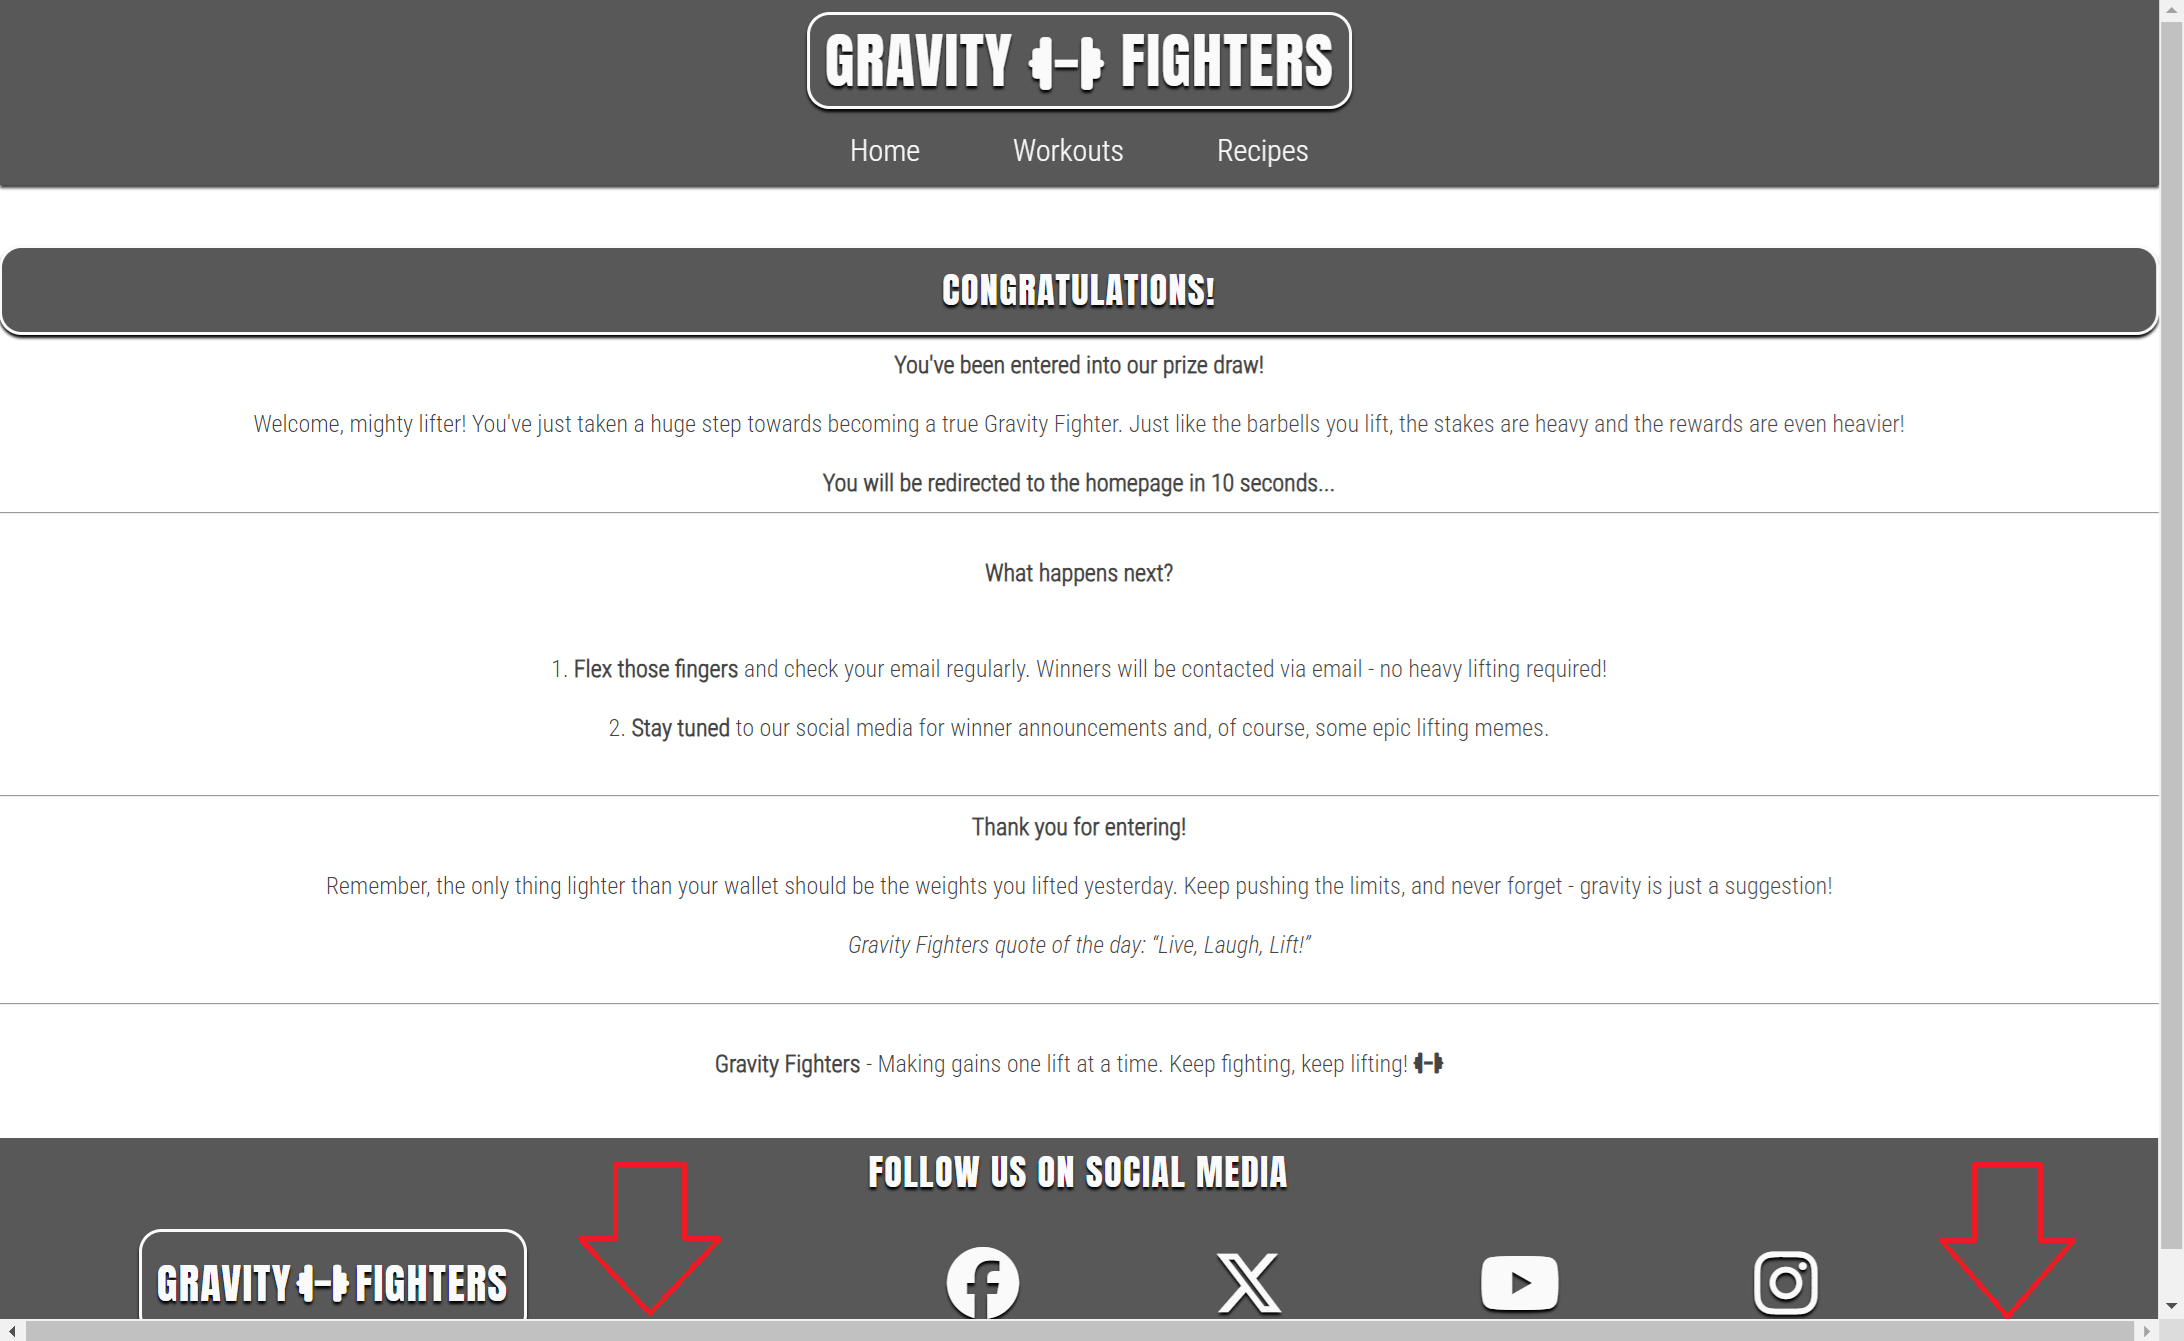 GRAVITY FIGHTERS
Home Workouts Recipes
CONGRATULATIONS!
You've been entered into our prize draw!
Welcome, mighty lifter! You've just taken a huge step towards becoming a true Gravity Fighter. Just like the barbells you lift, the stakes are heavy and the rewards are even heavier!
You will be redirected to the homepage in 10 seconds...
What happens next?
1. Flex those fingers and check your email regularly. Winners will be contacted via email - no heavy lifting required!
2. Stay tuned to our social media for winner announcements and, of course, some epic lifting memes.
Thank you for entering!
Remember, the only thing lighter than your wallet should be the weights you lifted yesterday. Keep pushing the limits, and never forget - gravity is just a suggestion!
Gravity Fighters quote of the day: “Live, Laugh, Lift!”
Gravity Fighters - Making gains one lift at a time. Keep fighting, keep lifting!
FOLLOW US ON SOCIAL MEDIA
GRAVITY FIGHTERS